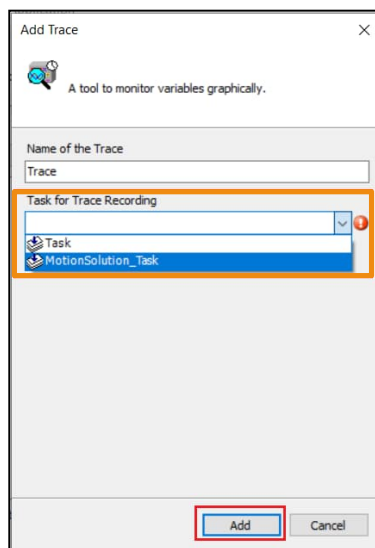 Add Trace
A tool to monitor variables graphically.
Name of the Trace
Trace
Task for Trace Recording
Task
MotionSolution_Task
Add
Cancel